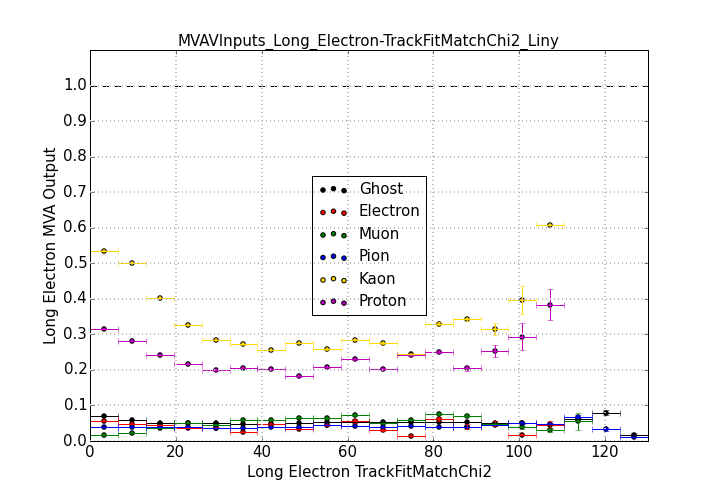 MVAVInputs_Long_Electron-TrackFitMatchChi2_Liny
1.0
0.9
0.8
0.7
0.6
0.5
0.4
0.3
0.2
0.1
0.0
Long Electron MVA Output
Ghost
Electron
Muon
Pion
Kaon
Proton
0 20 40 60 80 100 120
Long Electron TrackFitMatchChi2